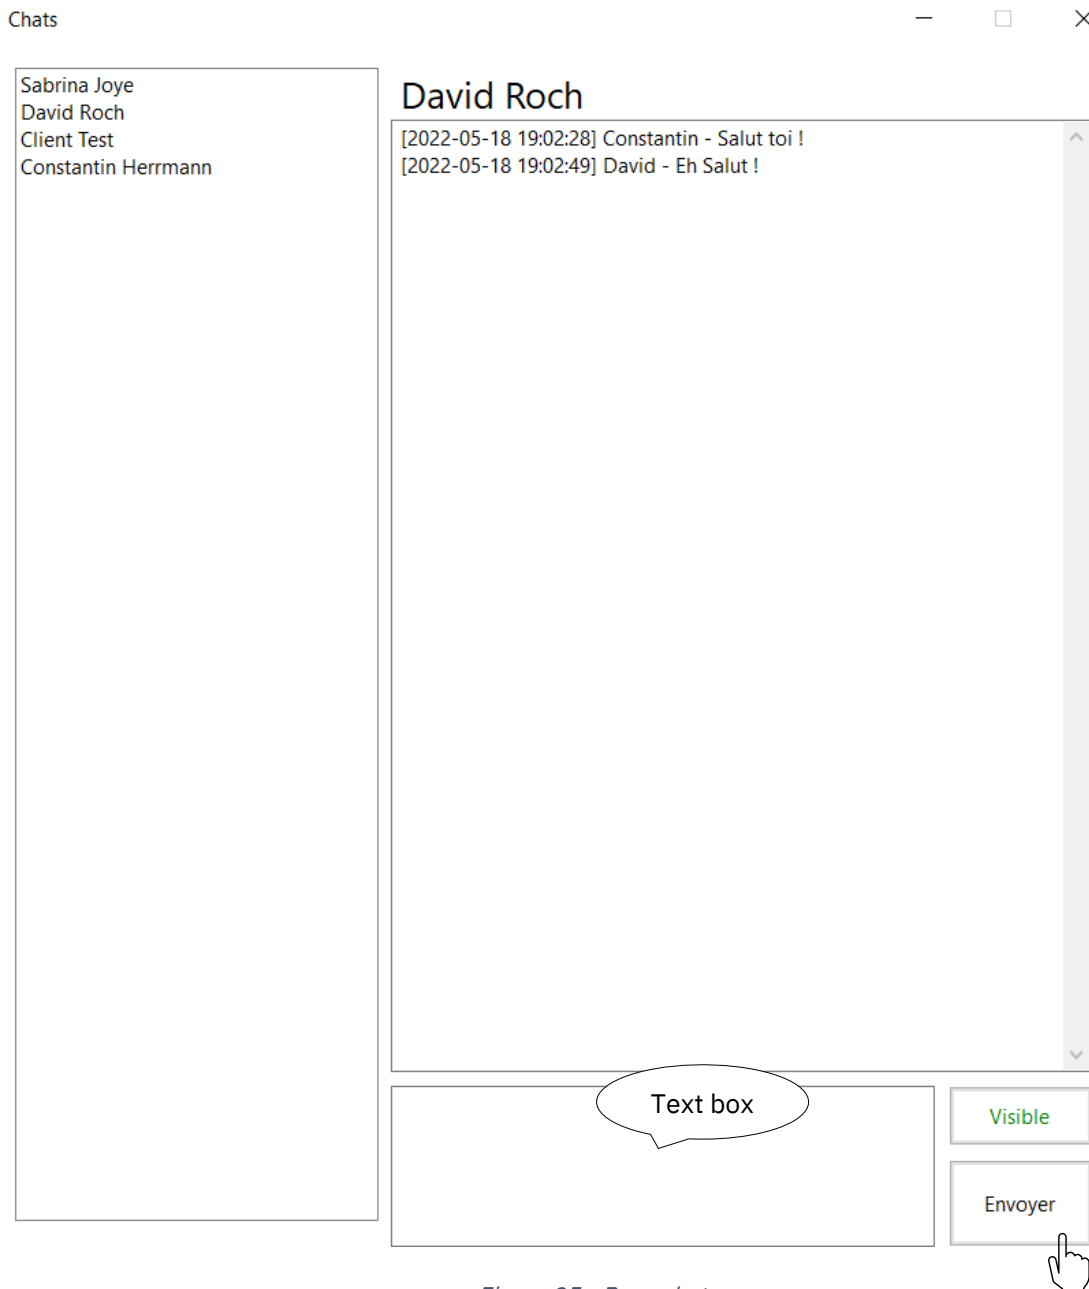 Chats
Sabrina Joye
David Roch
Client Test
Constantin Herrmann
David Roch
[2022-05-18 19:02:28] Constantin - Salut toi !
[2022-05-18 19:02:49] David - Eh Salut !
Text box
Visible
Envoyer